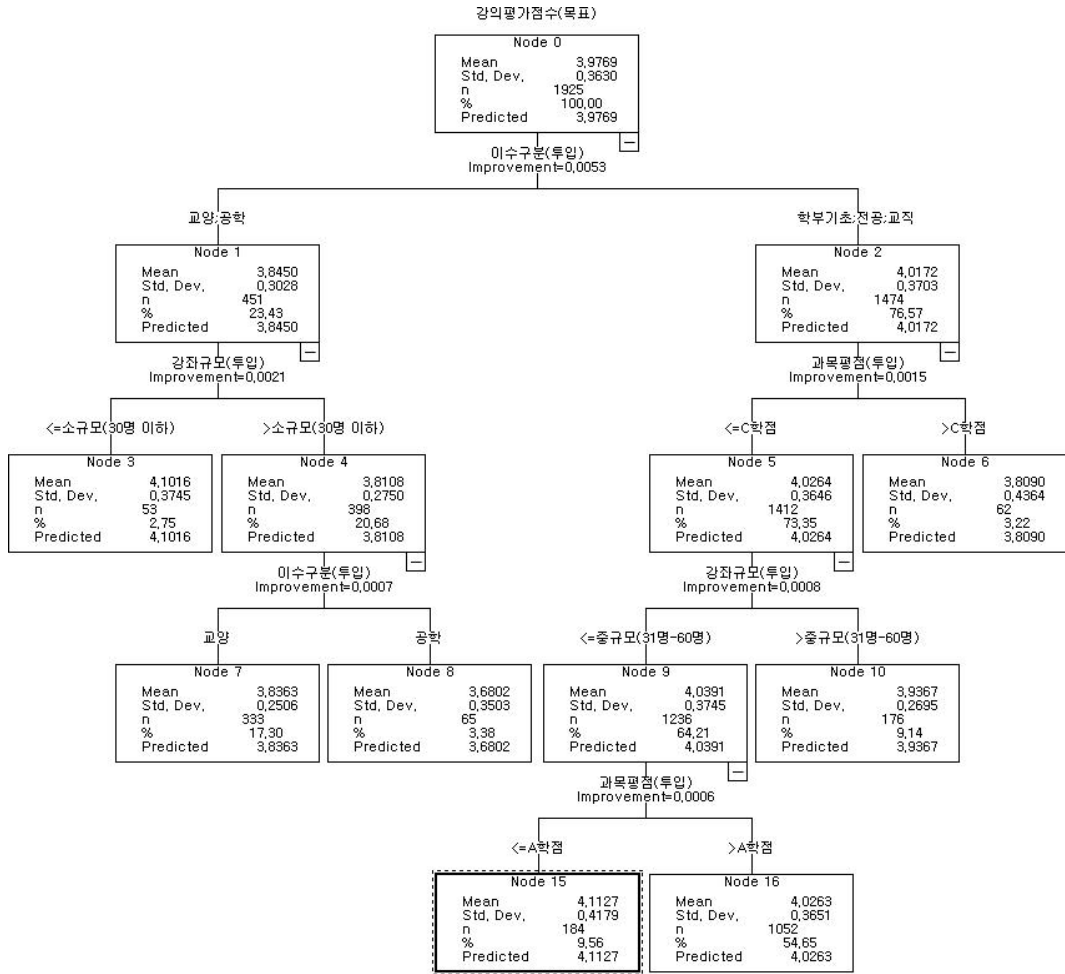 강의평가점수(목표)
Node 0
Mean 3,9769
Std, Dev, 0,3630
n 1925
% 100,00
Predicted 3,9769
이수구분(투입)
Improvement=0,0053
교양;공학
학부기초;전공;교직
Node 1
Mean 3,8450
Std, Dev, 0,3028
n 451
% 23,43
Predicted 3,8450
Node 2
Mean 4,0172
Std, Dev, 0,3703
n 1474
% 76,57
Predicted 4,0172
강좌규모(투입)
Improvement=0,0021
과목평점(투입)
Improvement=0,0015
<=소규모(30명 이하)
>소규모(30명 이하)
<=C학점
>C학점
Node 3
Mean 4,1016
Std, Dev, 0,3745
n 53
% 2,75
Predicted 4,1016
Node 4
Mean 3,8108
Std, Dev, 0,2750
n 398
% 20,68
Predicted 3,8108
Node 5
Mean 4,0264
Std, Dev, 0,3646
n 1412
% 73,35
Predicted 4,0264
Node 6
Mean 3,8090
Std, Dev, 0,4364
n 62
% 3,22
Predicted 3,8090
이수구분(투입)
Improvement=0,0007
강좌규모(투입)
Improvement=0,0008
교양
공학
<=중규모(31명-60명)
>중규모(31명-60명)
Node 7
Mean 3,8363
Std, Dev, 0,2506
n 333
% 17,30
Predicted 3,8363
Node 8
Mean 3,6802
Std, Dev, 0,3503
n 65
% 3,38
Predicted 3,6802
Node 9
Mean 4,0391
Std, Dev, 0,3745
n 1236
% 64,21
Predicted 4,0391
Node 10
Mean 3,9367
Std, Dev, 0,2695
n 176
% 9,14
Predicted 3,9367
과목평점(투입)
Improvement=0,0006
<=A학점
>A학점
Node 15
Mean 4,1127
Std, Dev, 0,4179
n 184
% 9,56
Predicted 4,1127
Node 16
Mean 4,0263
Std, Dev, 0,3651
n 1052
% 54,65
Predicted 4,0263